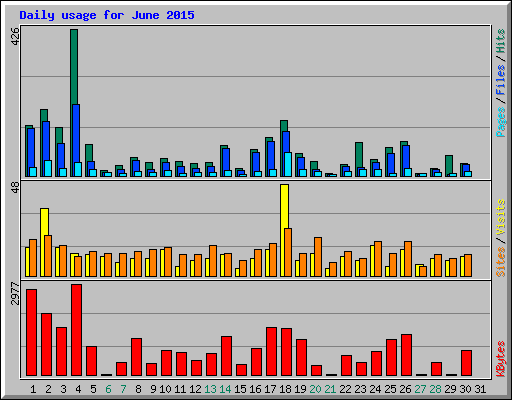 Daily usage for June 2015
426
Pages / Files / Hits
48
Sites / Visits
2977
KBytes
1 2 3 4 5 6 7 8 9 10 11 12 13 14 15 16 17 18 19 20 21 22 23 24 25 26 27 28 29 30 31